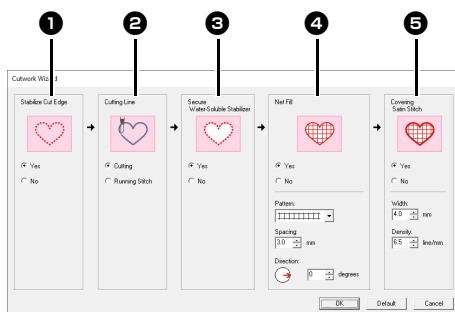 1 2 3 4 5
Cutwork Wizard
Stabilize Cut Edge
Yes
No
Cutting Line
Cutting
Running Stitch
Secure
Water-Soluble Stabilizer
Yes
No
Net Fill
Yes
No
Pattern:
Spacing:
3.0 mm
Direction:
0 degrees
Covering
Satin Stitch
Yes
No
Width:
4.0 mm
Density:
6.5 line/mm
OK Default Cancel